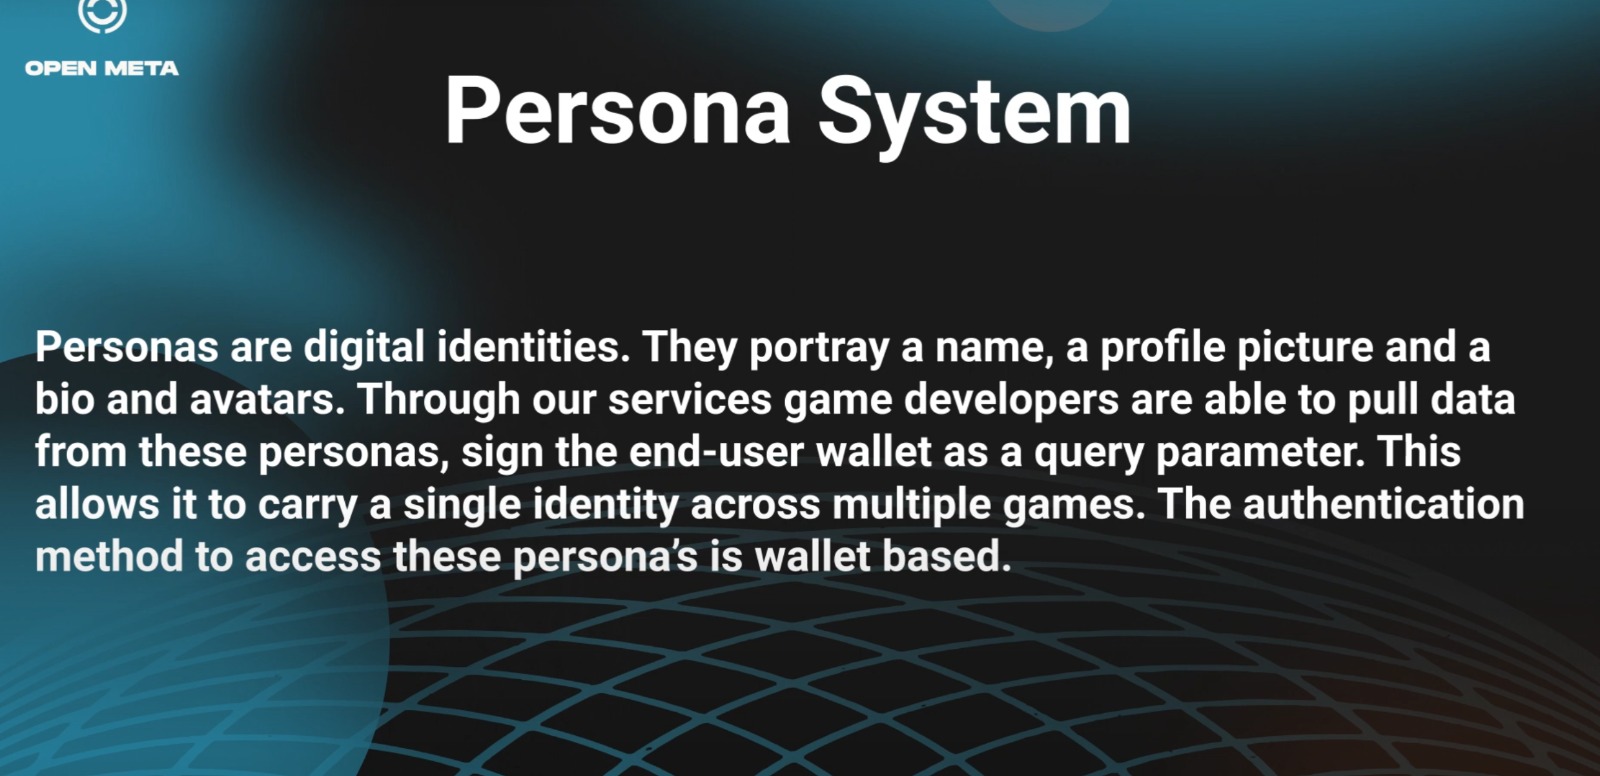 OPEN META
Persona System
Personas are digital identities. They portray a name, a profile picture and a
bio and avatars. Through our services game developers are able to pull data
from these personas, sign the end-user wallet as a query parameter. This
allows it to carry a single identity across multiple games. The authentication
method to access these persona’s is wallet based.